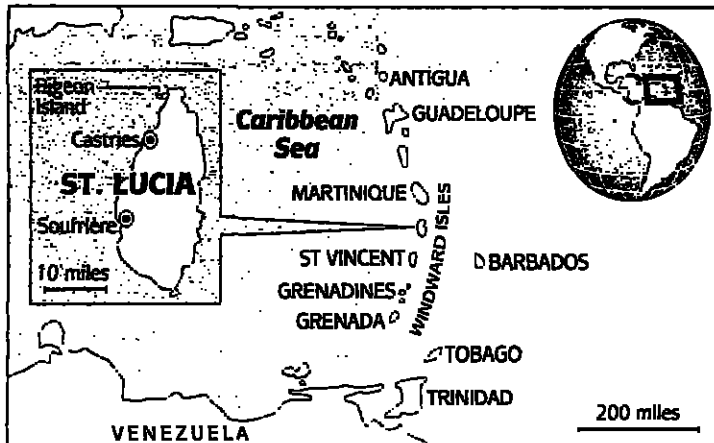 ANTIGUA
Pigeon
Island
GUADELOUPE
Caribbean
Sea
Castries
ST. LUCIA
MARTINIQUE
Soufrière
WINDWARD ISLES
ST VINCENT
BARBADOS
10 miles
GRENADINES
GRENADA
TOBAGO
TRINIDAD
200 miles
VENEZUELA